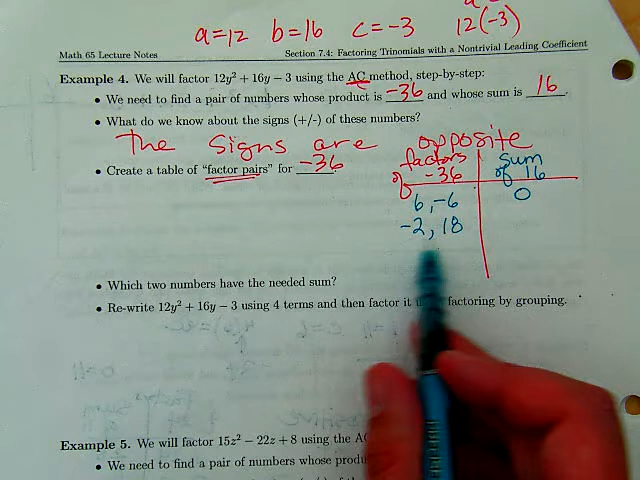 a=12 b=16 c=-3 12(-3)
Math 65 Lecture Notes Section 7.4: Factoring Trinomials with a Nontrivial Leading Coefficient
Example 4. We will factor 12y² + 16y − 3 using the AC method, step-by-step:
• We need to find a pair of numbers whose product is -36 and whose sum is 16.
• What do we know about the signs (+/-) of these numbers?
The signs are opposite
• Create a table of "factor pairs" for -36
factors of -36 sum of 16
6, -6 0
-2, 18
• Which two numbers have the needed sum?
• Re-write 12y² + 16y − 3 using 4 terms and then factor it factoring by grouping.
Example 5. We will factor 15z² − 22z + 8 using the AC
• We need to find a pair of numbers whose